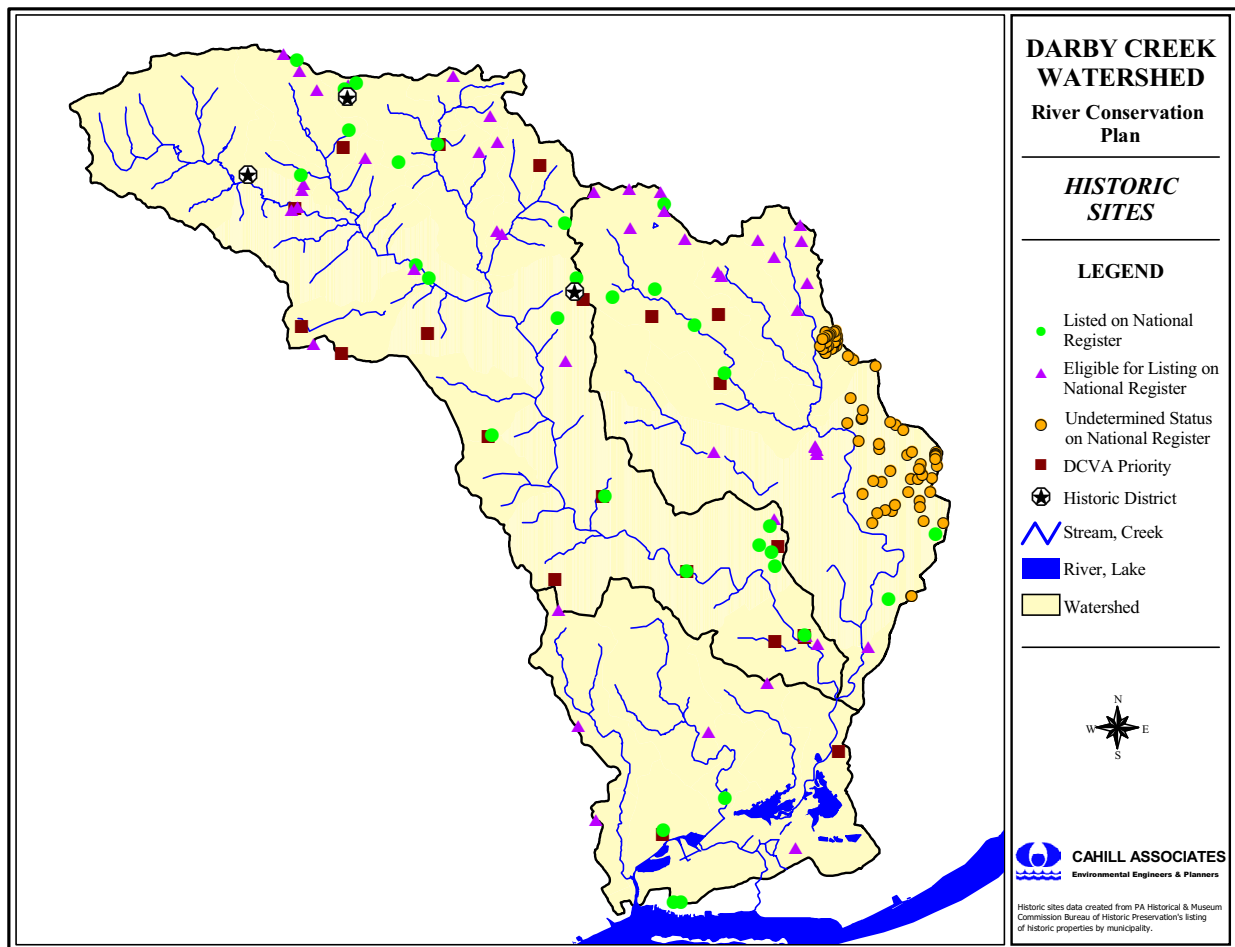 DARBY CREEK
WATERSHED
River Conservation
Plan
HISTORIC
SITES
LEGEND
Listed on National
Register
Eligible for Listing on
National Register
Undetermined Status
on National Register
DCVA Priority
Historic District
Stream, Creek
River, Lake
Watershed
N
W E
S
CAHILL ASSOCIATES
Environmental Engineers & Planners
Historic sites data created from PA Historical & Museum
Commission Bureau of Historic Preservation's listing
of historic properties by municipality.